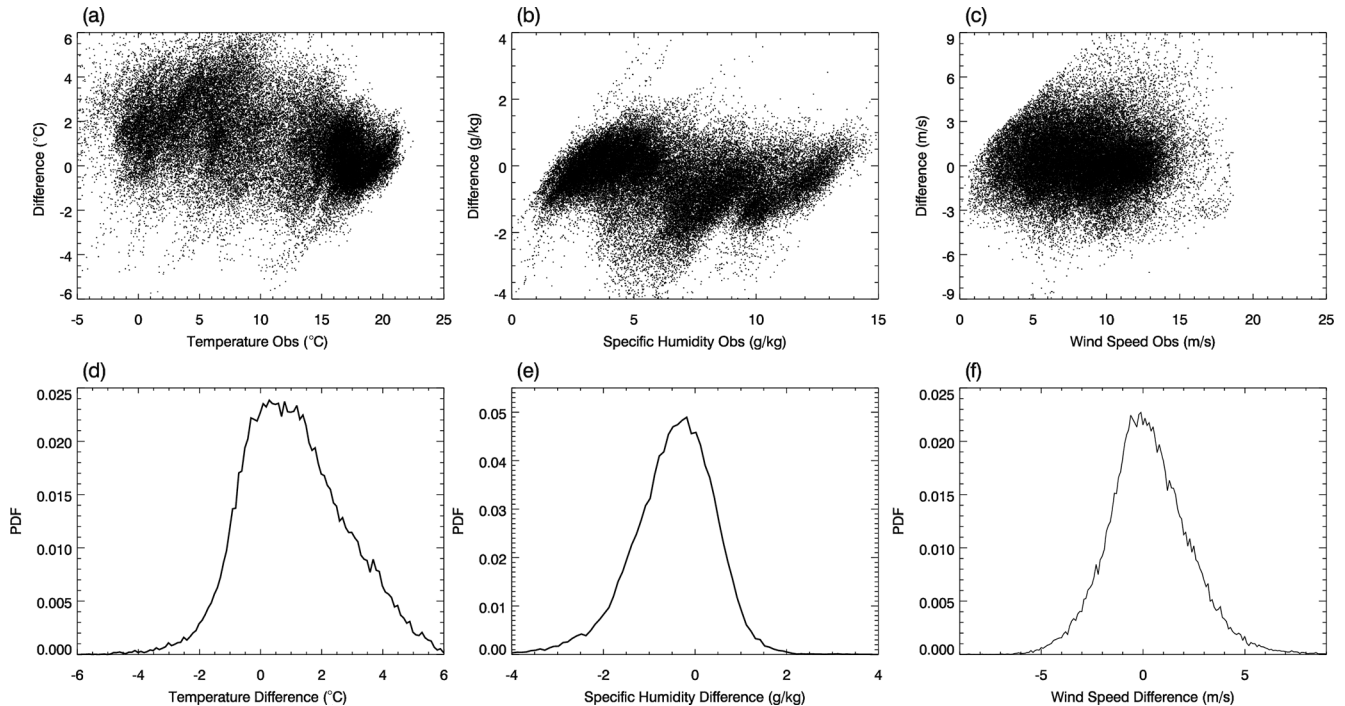 (a)
(b)
(c)
6
4
2
0
-2
-4
-6
Difference (°C)
-5 0 5 10 15 20 25
Temperature Obs (°C)
4
2
0
-2
-4
Difference (g/kg)
0 5 10 15
Specific Humidity Obs (g/kg)
9
6
3
0
-3
-9
Difference (m/s)
0 5 10 15 20 25
Wind Speed Obs (m/s)
(d)
(e)
(f)
0.025
0.020
0.015
0.010
0.005
0.000
PDF
-6 -4 -2 0 2 4 6
Temperature Difference (°C)
0.05
0.04
0.03
0.02
0.01
0.00
PDF
-4 -2 0 2 4
Specific Humidity Difference (g/kg)
0.025
0.020
0.015
0.010
0.005
0.000
PDF
-5 0 5
Wind Speed Difference (m/s)